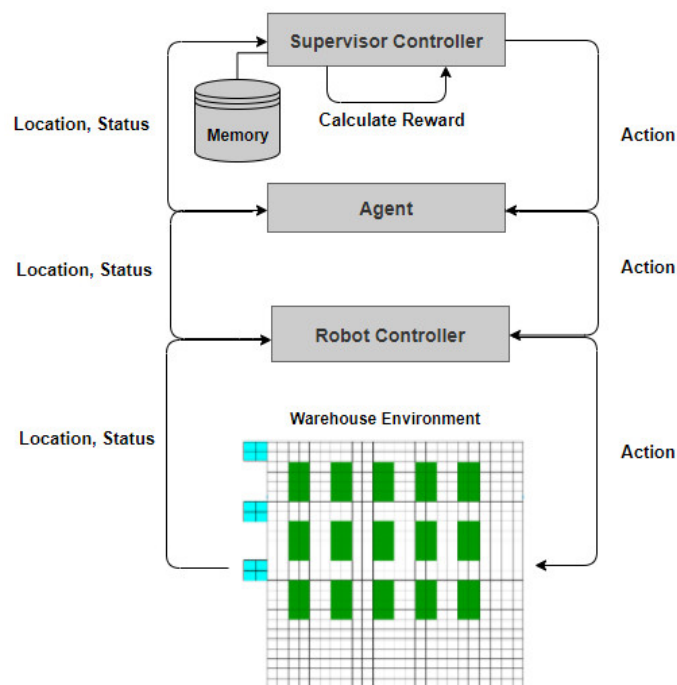 Supervisor Controller
Location, Status
Memory
Calculate Reward
Action
Agent
Location, Status
Action
Robot Controller
Warehouse Environment
Location, Status
Action